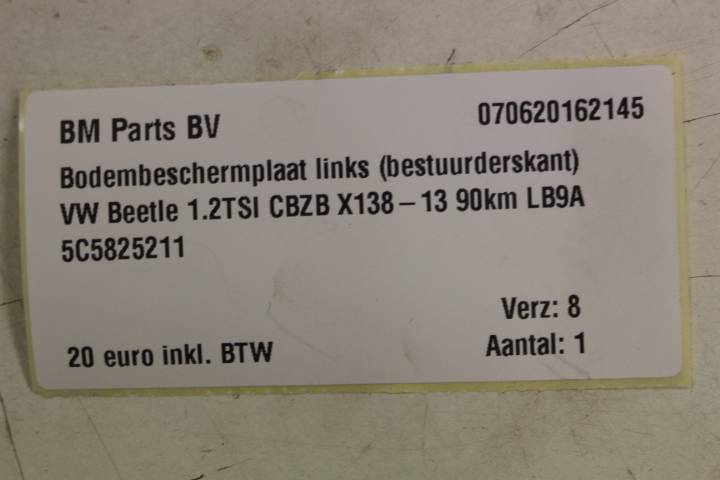 BM Parts BV 070620162145
Bodembeschermplaat links (bestuurderskant)
VW Beetle 1.2TSI CBZB X138 – 13 90km LB9A
5C5825211
Verz: 8
20 euro inkl. BTW Aantal: 1